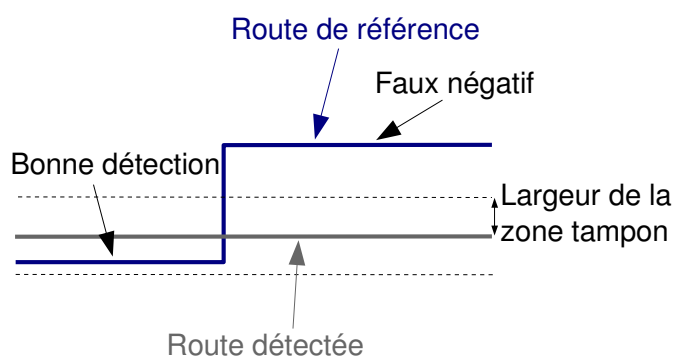 Route de référence
Faux négatif
Bonne détection
Largeur de la
zone tampon
Route détectée